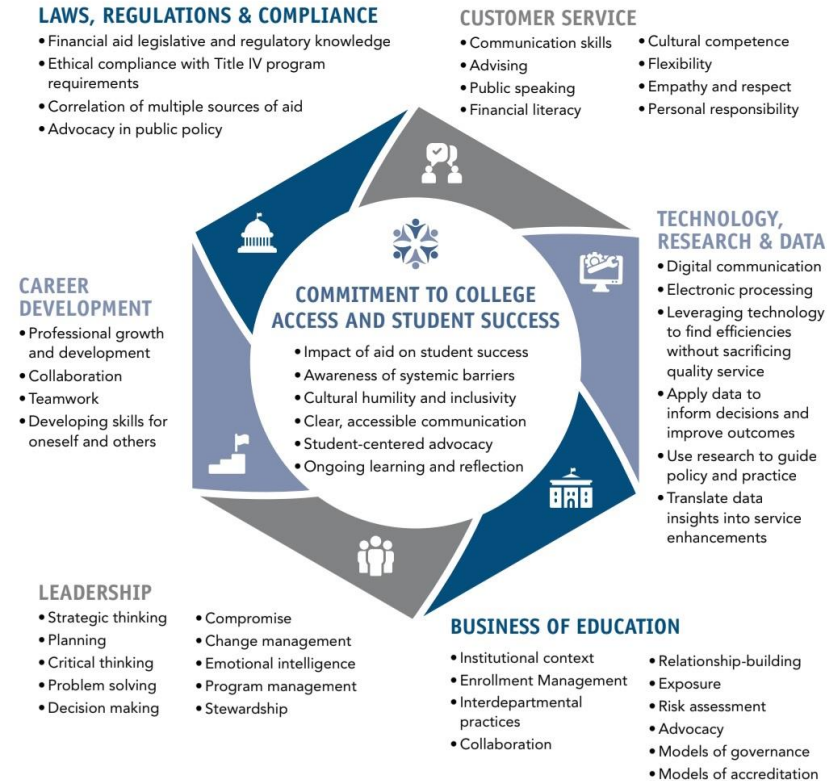 LAWS, REGULATIONS & COMPLIANCE
• Financial aid legislative and regulatory knowledge
• Ethical compliance with Title IV program
requirements
• Correlation of multiple sources of aid
• Advocacy in public policy
CUSTOMER SERVICE
• Communication skills
• Advising
• Public speaking
• Financial literacy
• Cultural competence
• Flexibility
• Empathy and respect
• Personal responsibility
TECHNOLOGY,
RESEARCH & DATA
• Digital communication
• Electronic processing
• Leveraging technology
to find efficiencies
without sacrificing
quality service
• Apply data to
inform decisions and
improve outcomes
• Use research to guide
policy and practice
• Translate data
insights into service
enhancements
CAREER
DEVELOPMENT
• Professional growth
and development
• Collaboration
• Teamwork
• Developing skills for
oneself and others
COMMITMENT TO COLLEGE
ACCESS AND STUDENT SUCCESS
• Impact of aid on student success
• Awareness of systemic barriers
• Cultural humility and inclusivity
• Clear, accessible communication
• Student-centered advocacy
• Ongoing learning and reflection
LEADERSHIP
• Strategic thinking
• Planning
• Critical thinking
• Problem solving
• Decision making
• Compromise
• Change management
• Emotional intelligence
• Program management
• Stewardship
BUSINESS OF EDUCATION
• Institutional context
• Enrollment Management
• Interdepartmental
practices
• Collaboration
• Relationship-building
• Exposure
• Risk assessment
• Advocacy
• Models of governance
• Models of accreditation